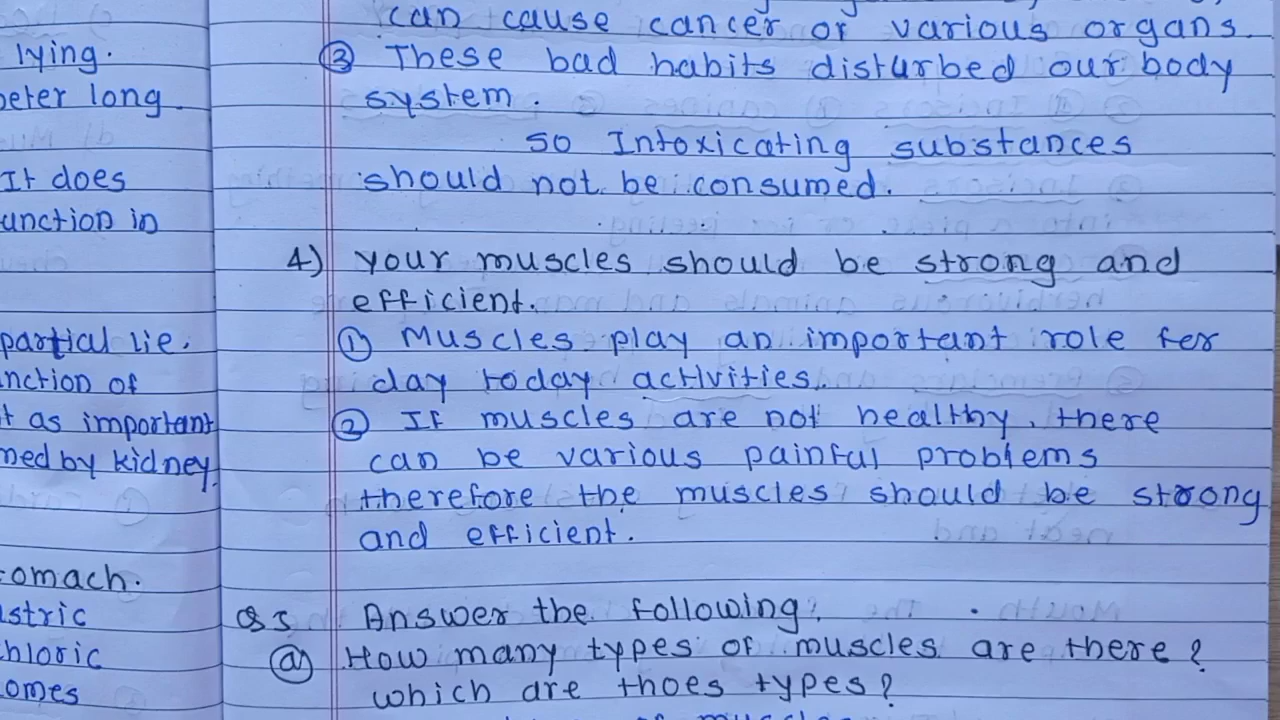 lying.
peter long
It does
unction in
partial lie.
nction of
t as important
med by kidney.
tomach.
stric
hloric
omes
can cause cancer of various organs.
③ These bad habits disturbed our body
system.
so Intoxicating substances
should not be consumed.
4) your muscles should be strong and
efficient.
① Muscles play an important role for
day today activities.
② If muscles are not healthy, there
can be various painful problems
therefore the muscles should be strong
and efficient.
Q3 Answer the following:
ⓐ How many types of muscles are there?
which are thoes types?